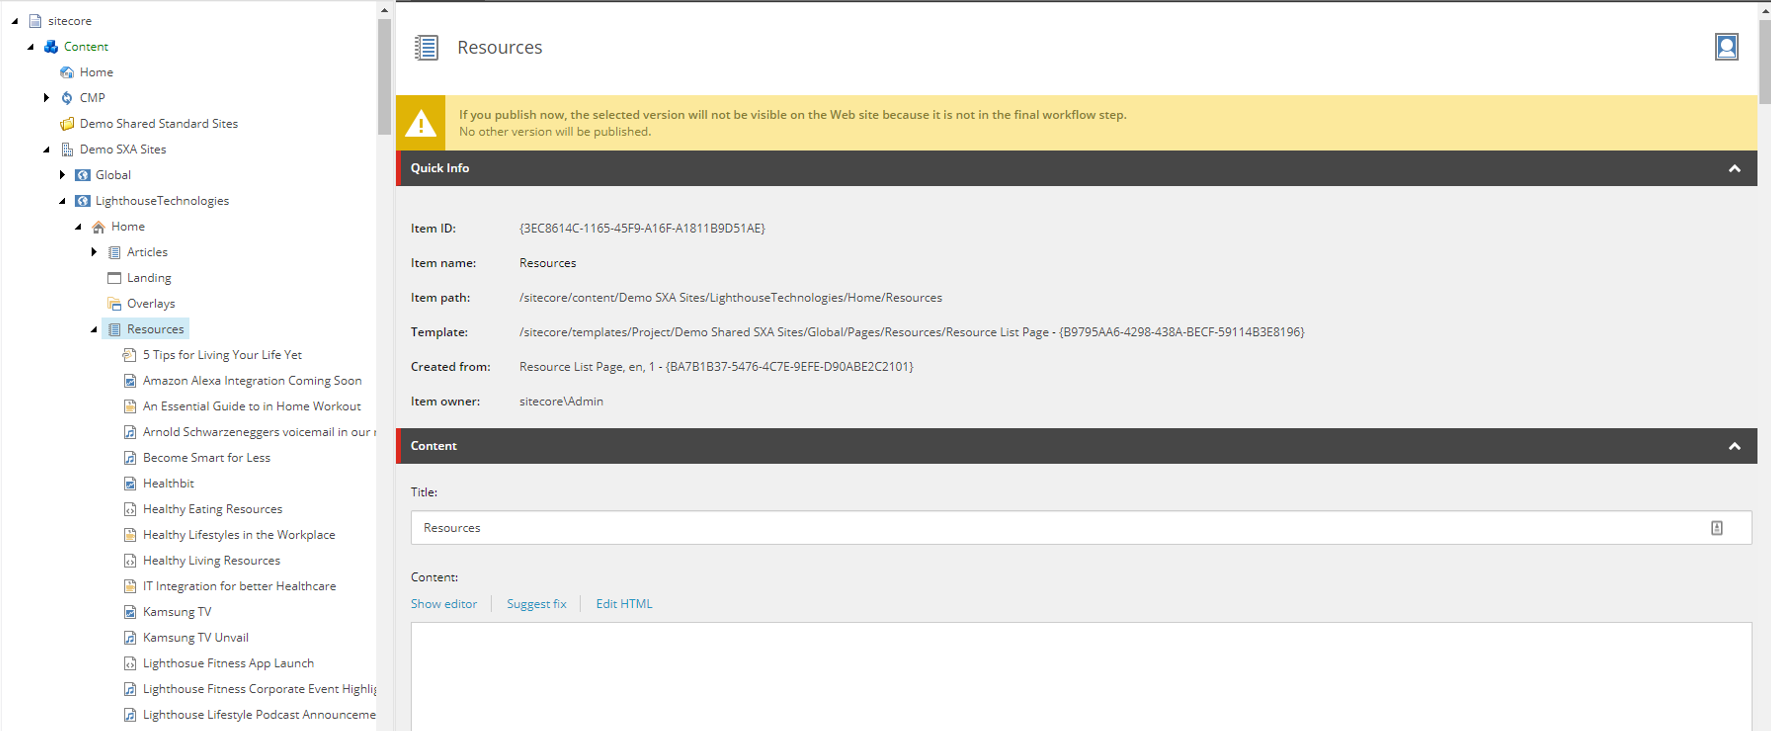 sitecore
Content
Home
CMP
Demo Shared Standard Sites
Demo SXA Sites
Global
LighthouseTechnologies
Home
Articles
Landing
Overlays
Resources
5 Tips for Living Your Life Yet
Amazon Alexa Integration Coming Soon
An Essential Guide to in Home Workout
Arnold Schwarzeneggers voicemail in our
Become Smart for Less
Healthbit
Healthy Eating Resources
Healthy Lifestyles in the Workplace
Healthy Living Resources
IT Integration for better Healthcare
Kamsung TV
Kamsung TV Unvail
Lighthosue Fitness App Launch
Lighthouse Fitness Corporate Event Highlig
Lighthouse Lifestyle Podcast Announceme
Resources
If you publish now, the selected version will not be visible on the Web site because it is not in the final workflow step.
No other version will be published.
Quick Info
Item ID: {3EC8614C-1165-45F9-A16F-A1811B9D51AE}
Item name: Resources
Item path: /sitecore/content/Demo SXA Sites/LighthouseTechnologies/Home/Resources
Template: /sitecore/templates/Project/Demo Shared SXA Sites/Global/Pages/Resources/Resource List Page - {B9795AA6-4298-438A-BECF-59114B3E8196}
Created from: Resource List Page, en, 1 - {BA7B1B37-5476-4C7E-9EFE-D90ABE2C2101}
Item owner: sitecore\Admin
Content
Title:
Resources
Content:
Show editor Suggest fix Edit HTML